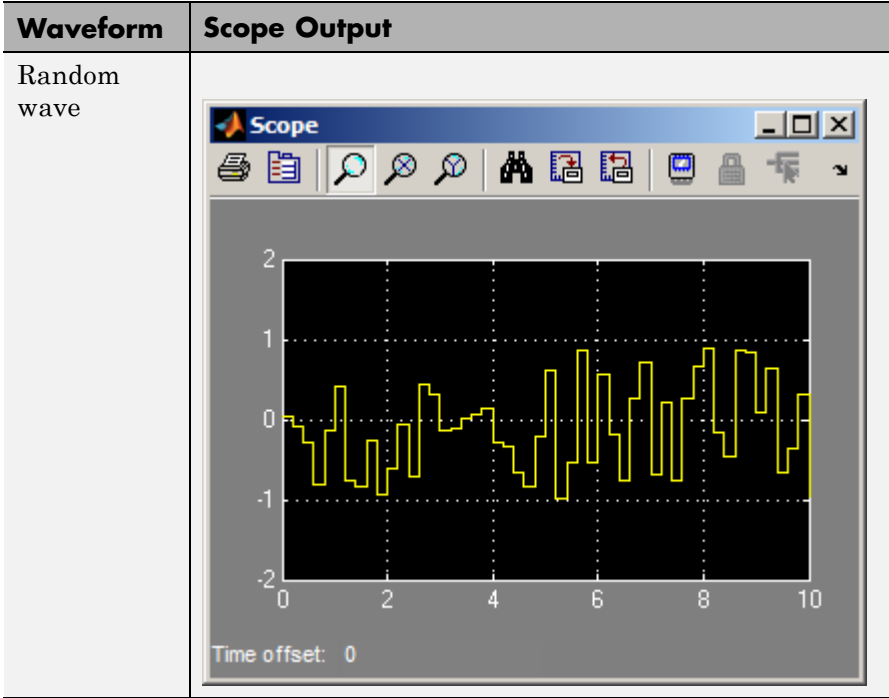 Waveform Scope Output
Random
wave
Scope
2
1
0
-1
-2
0 2 4 6 8 10
Time offset: 0